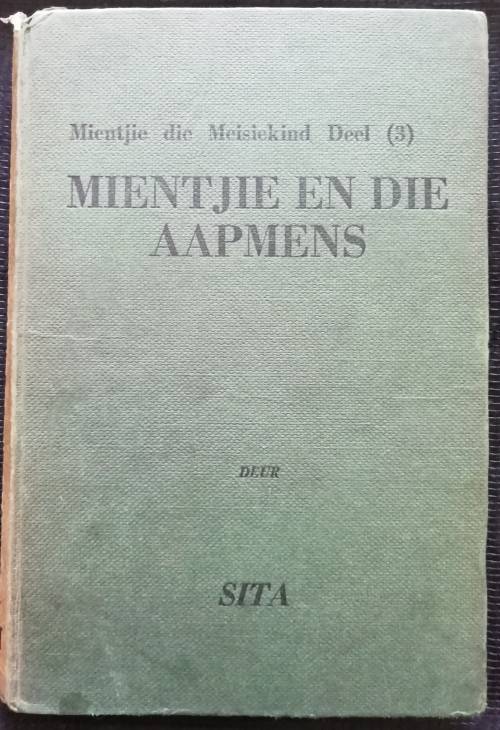 Mientjie die Meisiekind Deel (3)
MIENTJIE EN DIE
AAPMENS
DEUR
SITA